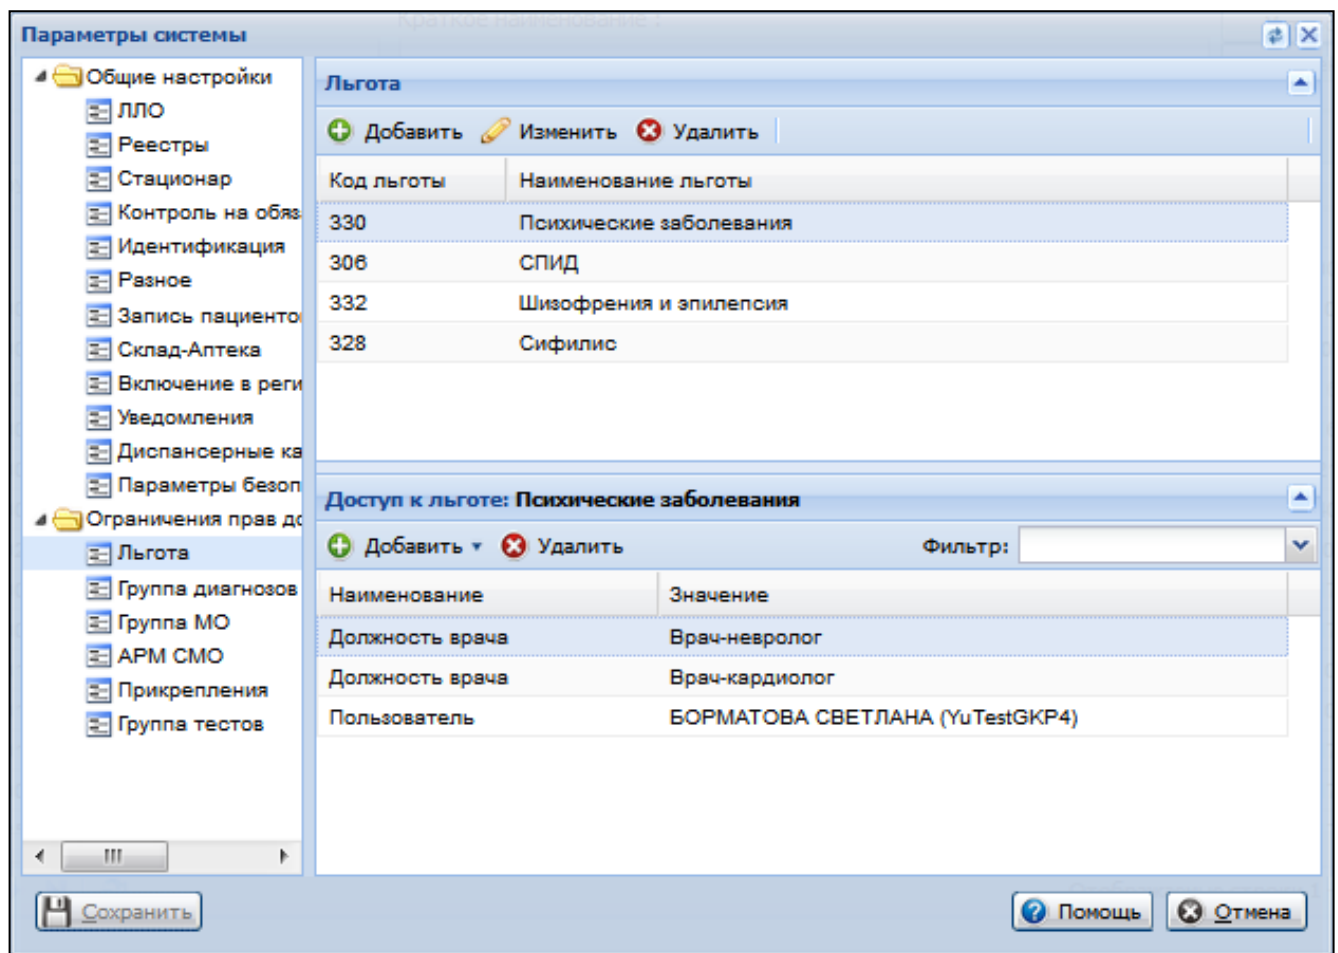 Краткое наименование :
Параметры системы
Общие настройки
ЛЛО
Реестры
Стационар
Контроль на обяз
Идентификация
Разное
Запись пациенто
Склад-Аптека
Включение в реги
Уведомления
Диспансерные ка
Параметры безоп
Ограничения прав до
Льгота
Группа диагнозов
Группа МО
АРМ СМО
Прикрепления
Группа тестов
Льгота
Добавить Изменить Удалить
Код льготы Наименование льготы
330 Психические заболевания
306 СПИД
332 Шизофрения и эпилепсия
328 Сифилис
Доступ к льготе: Психические заболевания
Добавить Удалить Фильтр:
Наименование Значение
Должность врача Врач-невролог
Должность врача Врач-кардиолог
Пользователь БОРМАТОВА СВЕТЛАНА (YuTestGKP4)
Сохранить Помощь Отмена